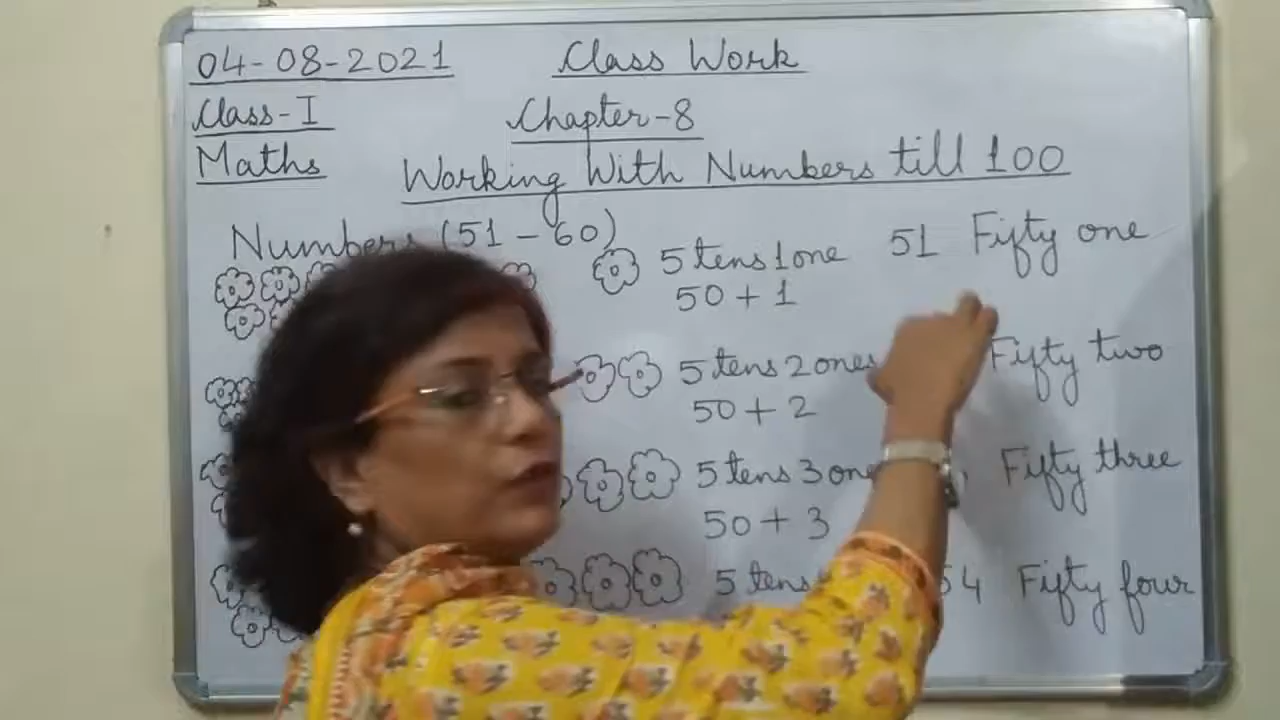 04-08-2021 Class Work
Class-I Chapter-8
Maths Working With Numbers till 100
Numbers (51-60)
5 tens 1 one 51 Fifty one
50 + 1
5 tens 2 ones Fifty two
50 + 2
5 tens 3 one Fifty three
50 + 3
5 tens 54 Fifty four